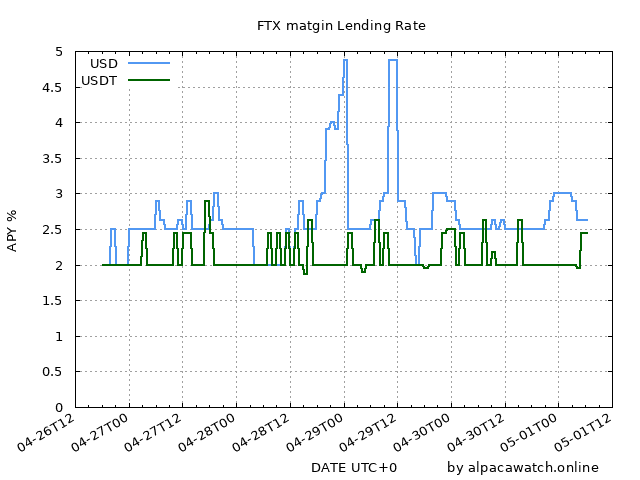 FTX matgin Lending Rate
USD
USDT
5
4.5
4
3.5
3
2.5
2
1.5
1
0.5
0
APY %
04-26T12
04-27T00
04-27T12
04-28T00
04-28T12
04-29T00
04-29T12
04-30T00
04-30T12
05-01T00
05-01T12
DATE UTC+0
by alpacawatch.online